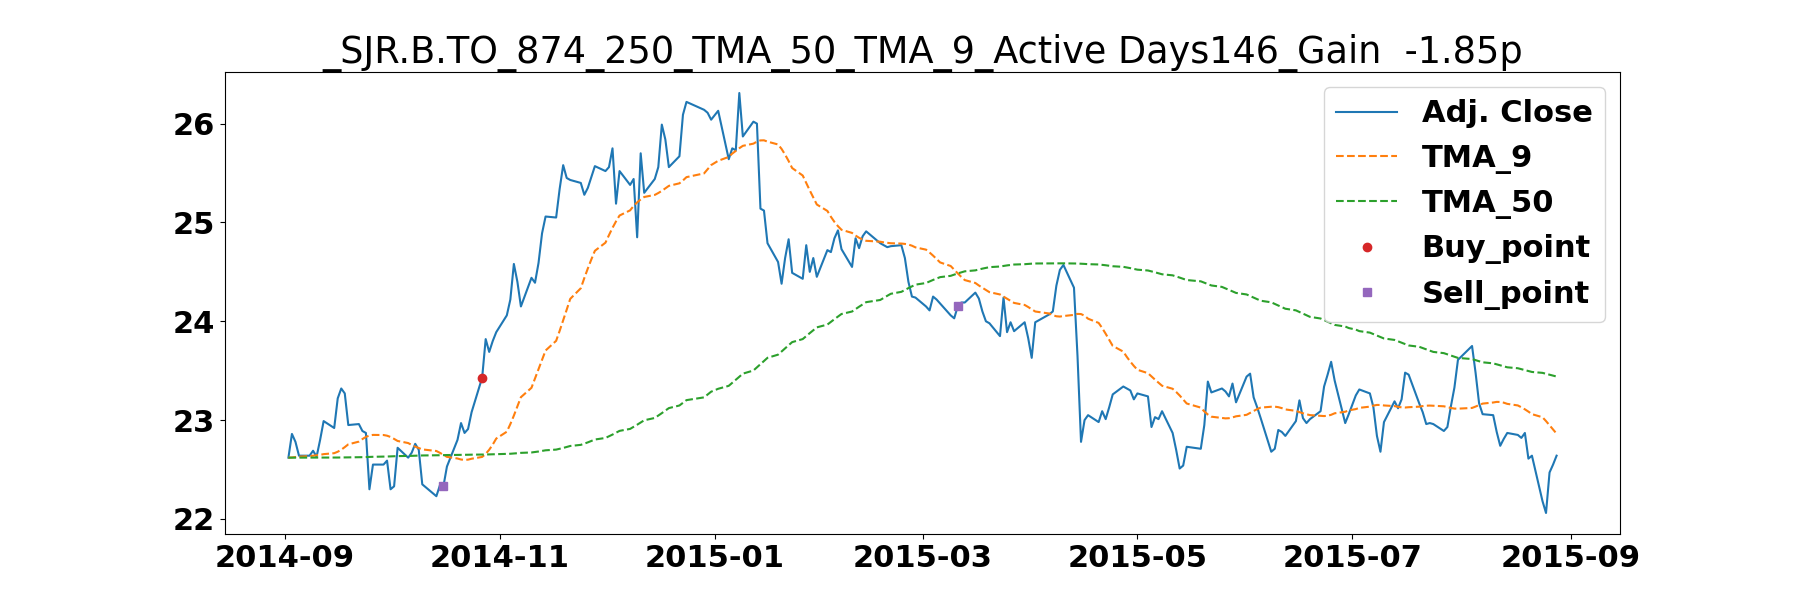 _SJR.B.TO_874_250_TMA_50_TMA_9_Active Days146_Gain  -1.85p
26
25
24
23
22
Adj. Close
TMA_9
TMA_50
Buy_point
Sell_point
2014-09 2014-11 2015-01 2015-03 2015-05 2015-07 2015-09